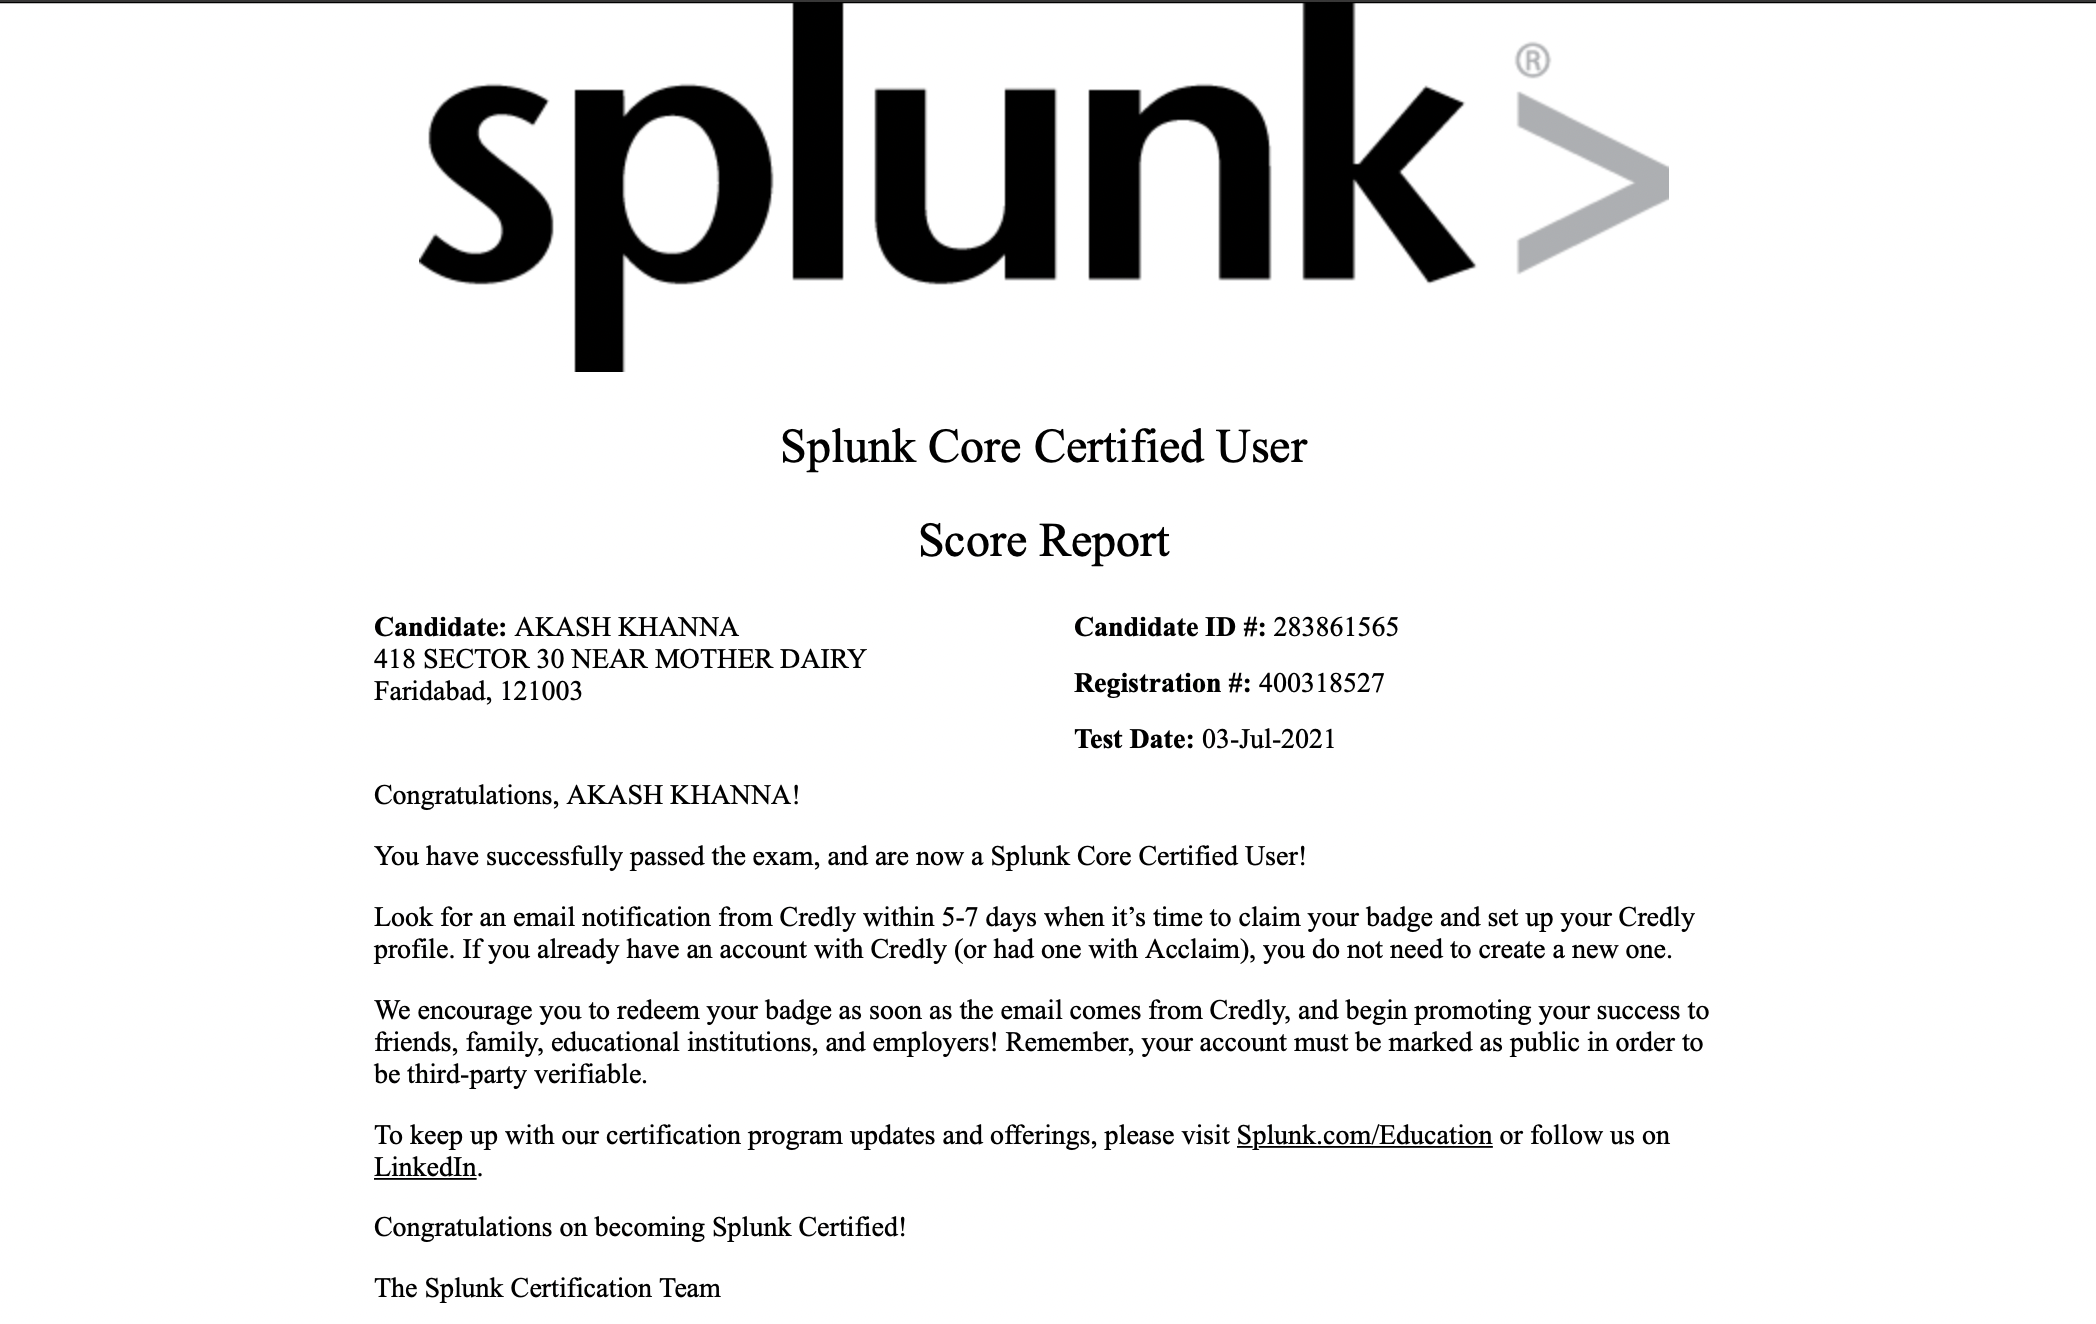 splunk>®
Splunk Core Certified User
Score Report
Candidate: AKASH KHANNA
418 SECTOR 30 NEAR MOTHER DAIRY
Faridabad, 121003
Candidate ID #: 283861565
Registration #: 400318527
Test Date: 03-Jul-2021
Congratulations, AKASH KHANNA!
You have successfully passed the exam, and are now a Splunk Core Certified User!
Look for an email notification from Credly within 5-7 days when it’s time to claim your badge and set up your Credly
profile. If you already have an account with Credly (or had one with Acclaim), you do not need to create a new one.
We encourage you to redeem your badge as soon as the email comes from Credly, and begin promoting your success to
friends, family, educational institutions, and employers! Remember, your account must be marked as public in order to
be third-party verifiable.
To keep up with our certification program updates and offerings, please visit Splunk.com/Education or follow us on
LinkedIn.
Congratulations on becoming Splunk Certified!
The Splunk Certification Team